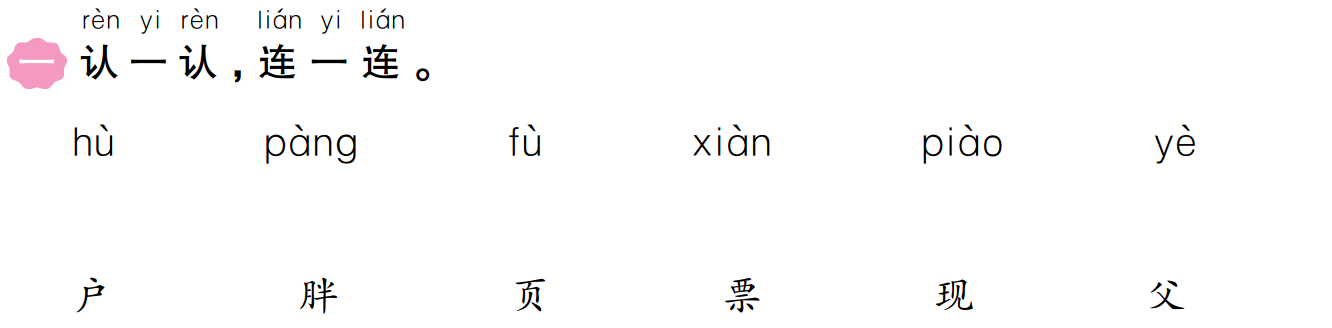 rèn yi rèn lián yi lián
一 认一认，连一连。
hù pàng fù xiàn piào yè
户 胖 页 票 现 父